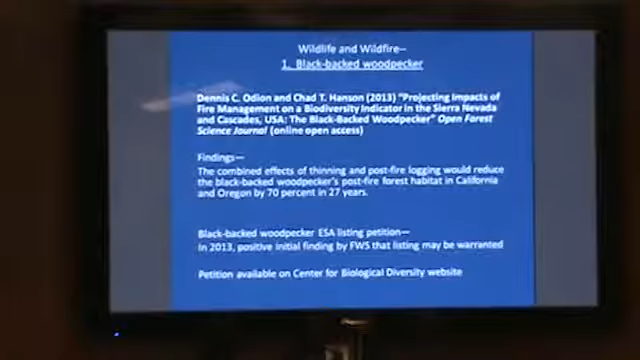 Wildlife and Wildfire–
1. Black-backed woodpecker
Dennis C. Odion and Chad T. Hanson (2013) "Projecting Impacts of
Fire Management on a Biodiversity Indicator in the Sierra Nevada
and Cascades, USA: The Black-Backed Woodpecker" Open Forest
Science Journal (online open access)
Findings—
The combined effects of thinning and post-fire logging would reduce
the black-backed woodpecker's post-fire forest habitat in California
and Oregon by 70 percent in 27 years.
Black-backed woodpecker ESA listing petition—
In 2013, positive initial finding by FWS that listing may be warranted
Petition available on Center for Biological Diversity website